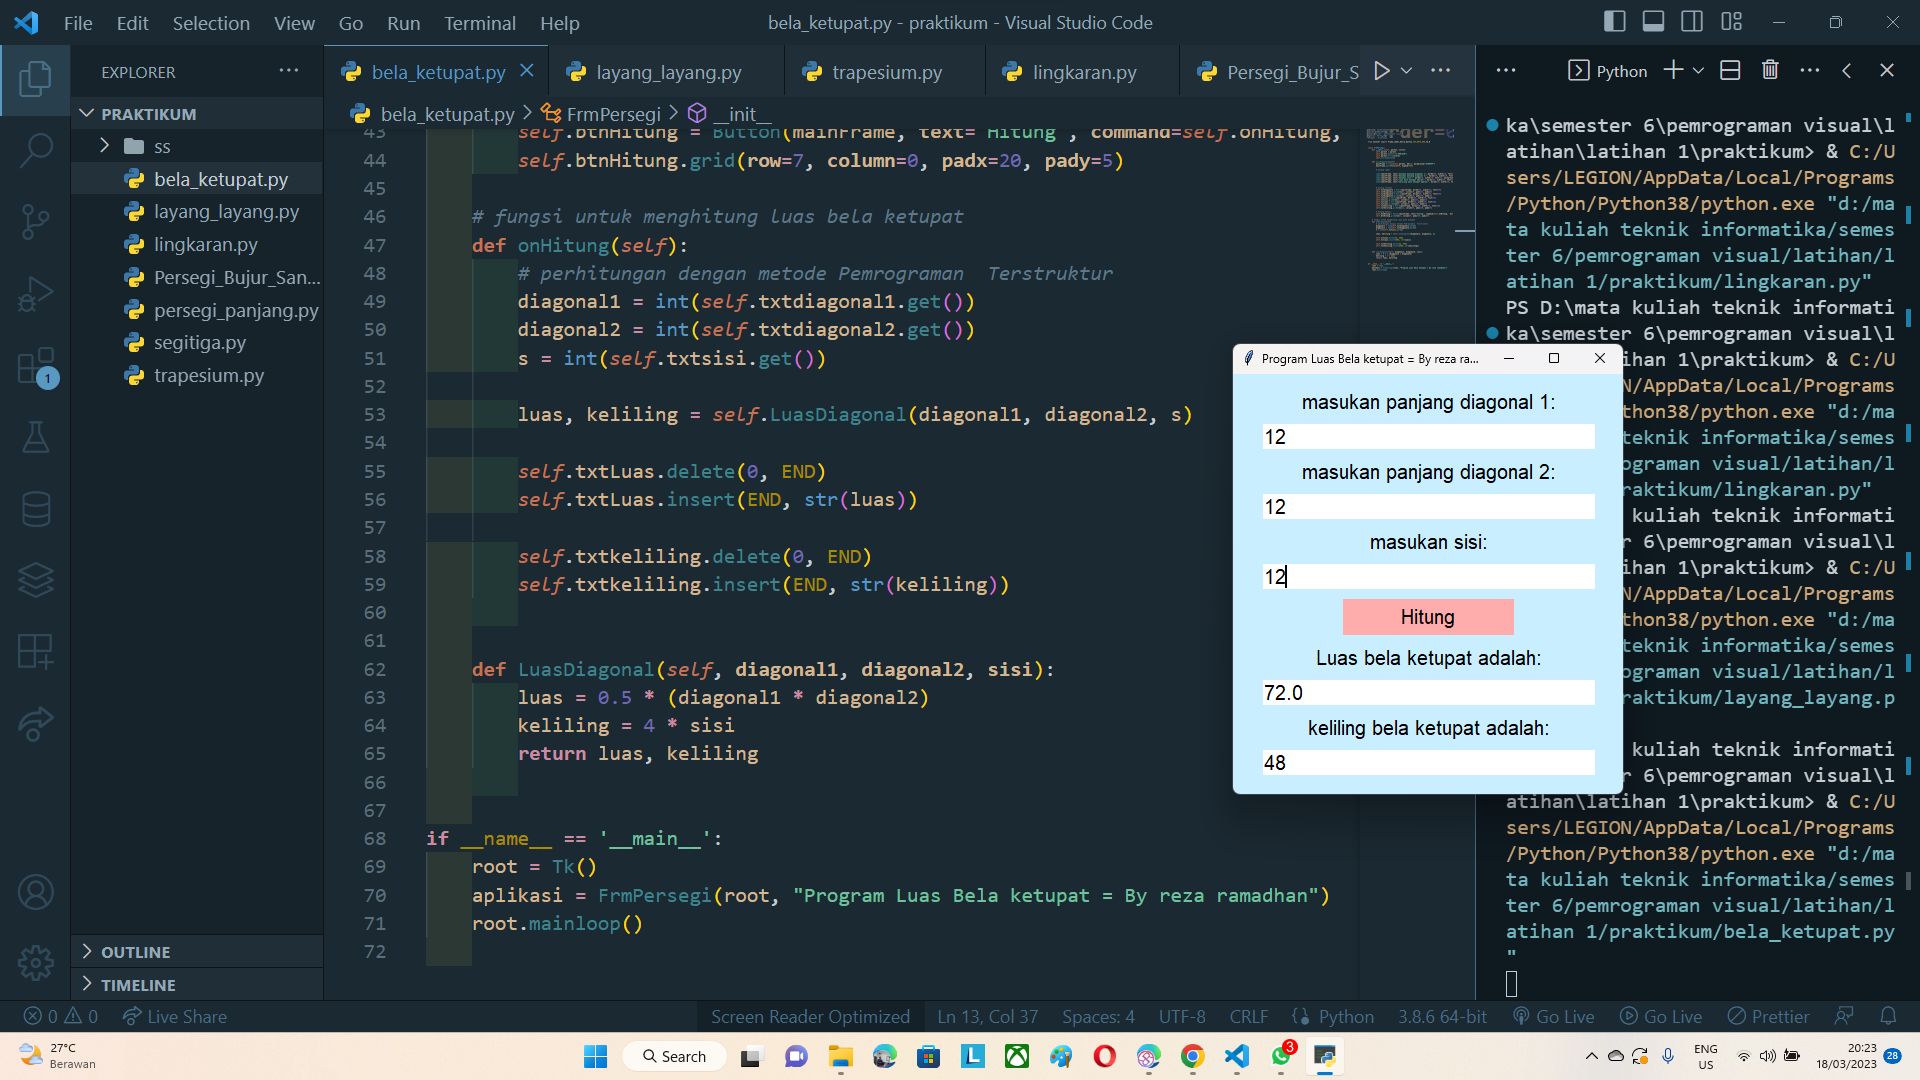 File Edit Selection View Go Run Terminal Help
bela_ketupat.py - praktikum - Visual Studio Code
EXPLORER
PRAKTIKUM
ss
bela_ketupat.py
layang_layang.py
lingkaran.py
Persegi_Bujur_San...
persegi_panjang.py
segitiga.py
trapesium.py
OUTLINE
TIMELINE
1
bela_ketupat.py layang_layang.py trapesium.py lingkaran.py Persegi_Bujur_S
bela_ketupat.py > FrmPersegi > __init__
43 self.btnHitung = Button(mainFrame, text="Hitung", command=self.onHitung, border=0
44 self.btnHitung.grid(row=7, column=0, padx=20, pady=5)
45
46 # fungsi untuk menghitung luas bela ketupat
47 def onHitung(self):
48 # perhitungan dengan metode Pemrograman  Terstruktur
49 diagonal1 = int(self.txtdiagonal1.get())
50 diagonal2 = int(self.txtdiagonal2.get())
51 s = int(self.txtsisi.get())
52
53 luas, keliling = self.LuasDiagonal(diagonal1, diagonal2, s)
54
55 self.txtLuas.delete(0, END)
56 self.txtLuas.insert(END, str(luas))
57
58 self.txtkeliling.delete(0, END)
59 self.txtkeliling.insert(END, str(keliling))
60
61
62 def LuasDiagonal(self, diagonal1, diagonal2, sisi):
63 luas = 0.5 * (diagonal1 * diagonal2)
64 keliling = 4 * sisi
65 return luas, keliling
66
67
68 if __name__ == '__main__':
69 root = Tk()
70 aplikasi = FrmPersegi(root, "Program Luas Bela ketupat = By reza ramadhan")
71 root.mainloop()
72
Python
ka\semester 6\pemrograman visual\l
atihan\latihan 1\praktikum> & C:/U
sers/LEGION/AppData/Local/Programs
/Python/Python38/python.exe "d:/ma
ta kuliah teknik informatika/semes
ter 6/pemrograman visual/latihan/l
atihan 1/praktikum/lingkaran.py"
PS D:\mata kuliah teknik informati
ka\semester 6\pemrograman visual\l
ihan 1\praktikum> & C:/U
N/AppData/Local/Programs
thon38/python.exe "d:/ma
teknik informatika/semes
ograman visual/latihan/l
raktikum/lingkaran.py"
kuliah teknik informati
r 6\pemrograman visual\l
ihan 1\praktikum> & C:/U
N/AppData/Local/Programs
thon38/python.exe "d:/ma
teknik informatika/semes
ograman visual/latihan/l
raktikum/layang_layang.p
kuliah teknik informati
r 6\pemrograman visual\l
atihan\latihan 1\praktikum> & C:/U
sers/LEGION/AppData/Local/Programs
/Python/Python38/python.exe "d:/ma
ta kuliah teknik informatika/semes
ter 6/pemrograman visual/latihan/l
atihan 1/praktikum/bela_ketupat.py
"
Program Luas Bela ketupat = By reza ra...
masukan panjang diagonal 1:
12
masukan panjang diagonal 2:
12
masukan sisi:
12
Hitung
Luas bela ketupat adalah:
72.0
keliling bela ketupat adalah:
48
0 0 Live Share Screen Reader Optimized Ln 13, Col 37 Spaces: 4 UTF-8 CRLF Python 3.8.6 64-bit Go Live Go Live Prettier
27°C
Berawan
Search
3
ENG
US
20:23
18/03/2023
28